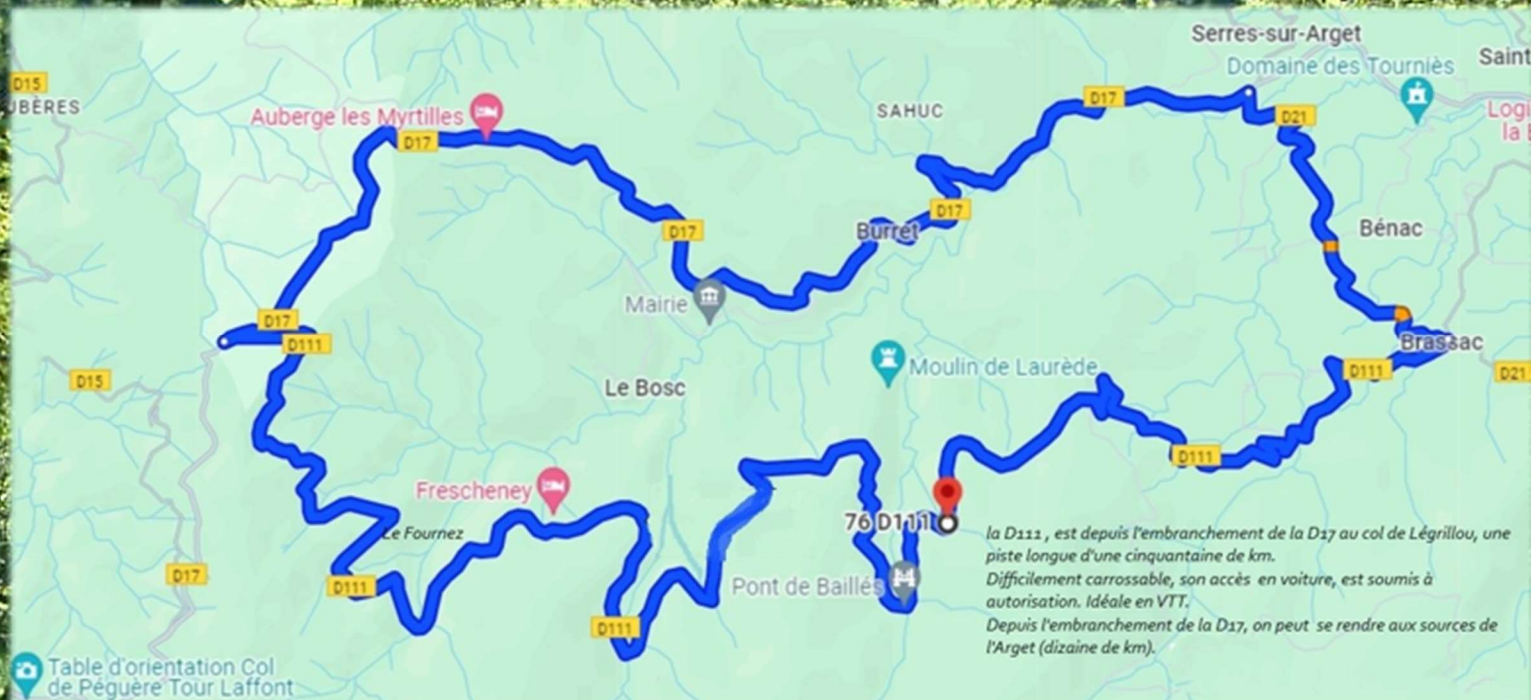 Serres-sur-Arget
Saint
Domaine des Tourniès
D15
UBÈRES
D17
Auberge les Myrtilles
SAHUC
D21
Logi
la B
D17
D17
D17
Burret
Bénac
Mairie
D17
D111
Brassac
D15
Moulin de Laurède
D111
D21
Le Bosc
D111
Frescheney
76 D111
Le Fournez
la D111 , est depuis l'embranchement de la D17 au col de Légrillou, une
piste longue d'une cinquantaine de km.
Difficilement carrossable, son accès en voiture, est soumis à
autorisation. Idéale en VTT.
Depuis l'embranchement de la D17, on peut se rendre aux sources de
l'Arget (dizaine de km).
D17
D111
Pont de Baillés
D111
Table d'orientation Col
de Péguère Tour Laffont